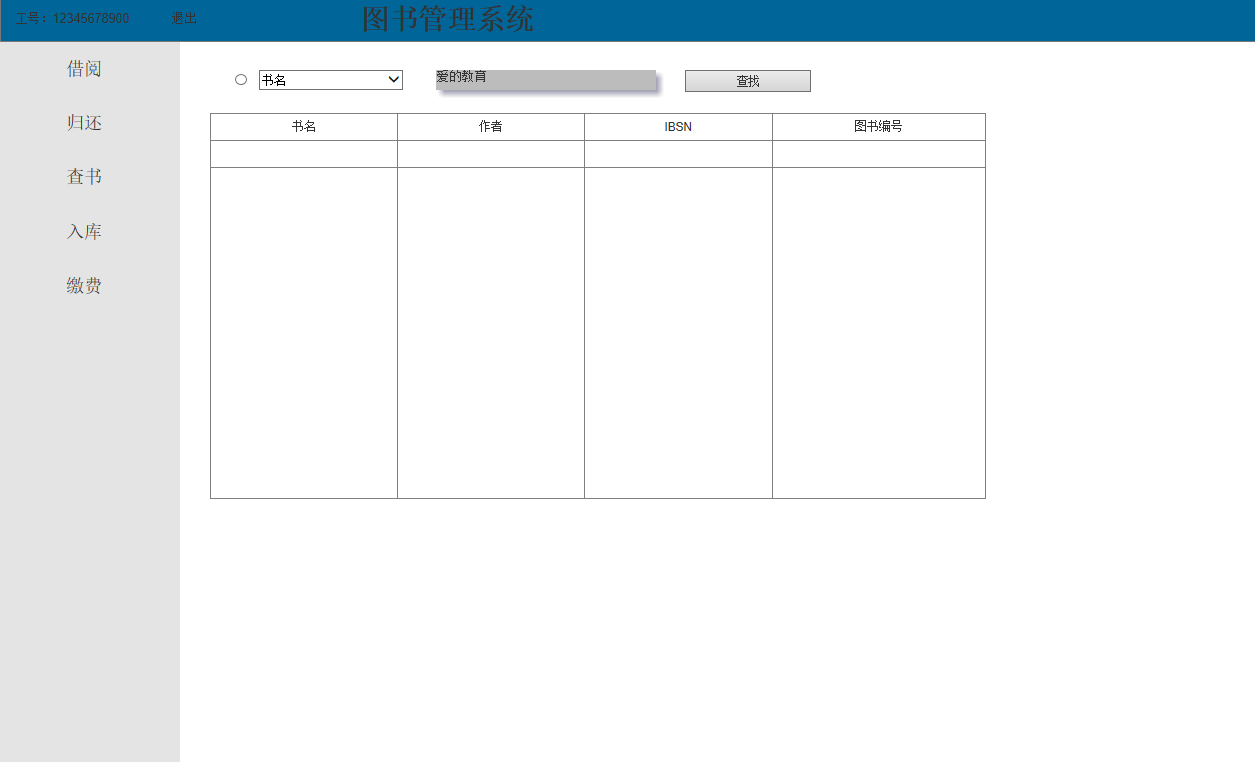 工号：12345678900 退出 图书管理系统
借阅
归还
查书
入库
缴费
书名 爱的教育 查找
书名 作者 IBSN 图书编号